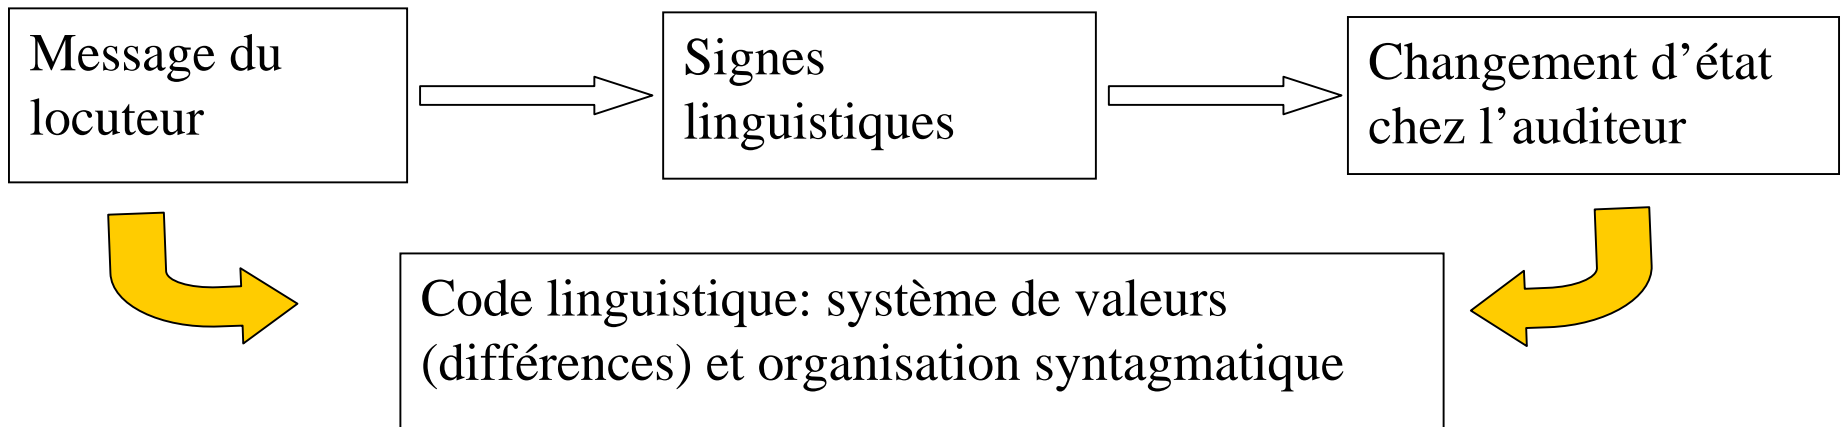 Message du
locuteur
Signes
linguistiques
Changement d’état
chez l’auditeur
Code linguistique: système de valeurs
(différences) et organisation syntagmatique